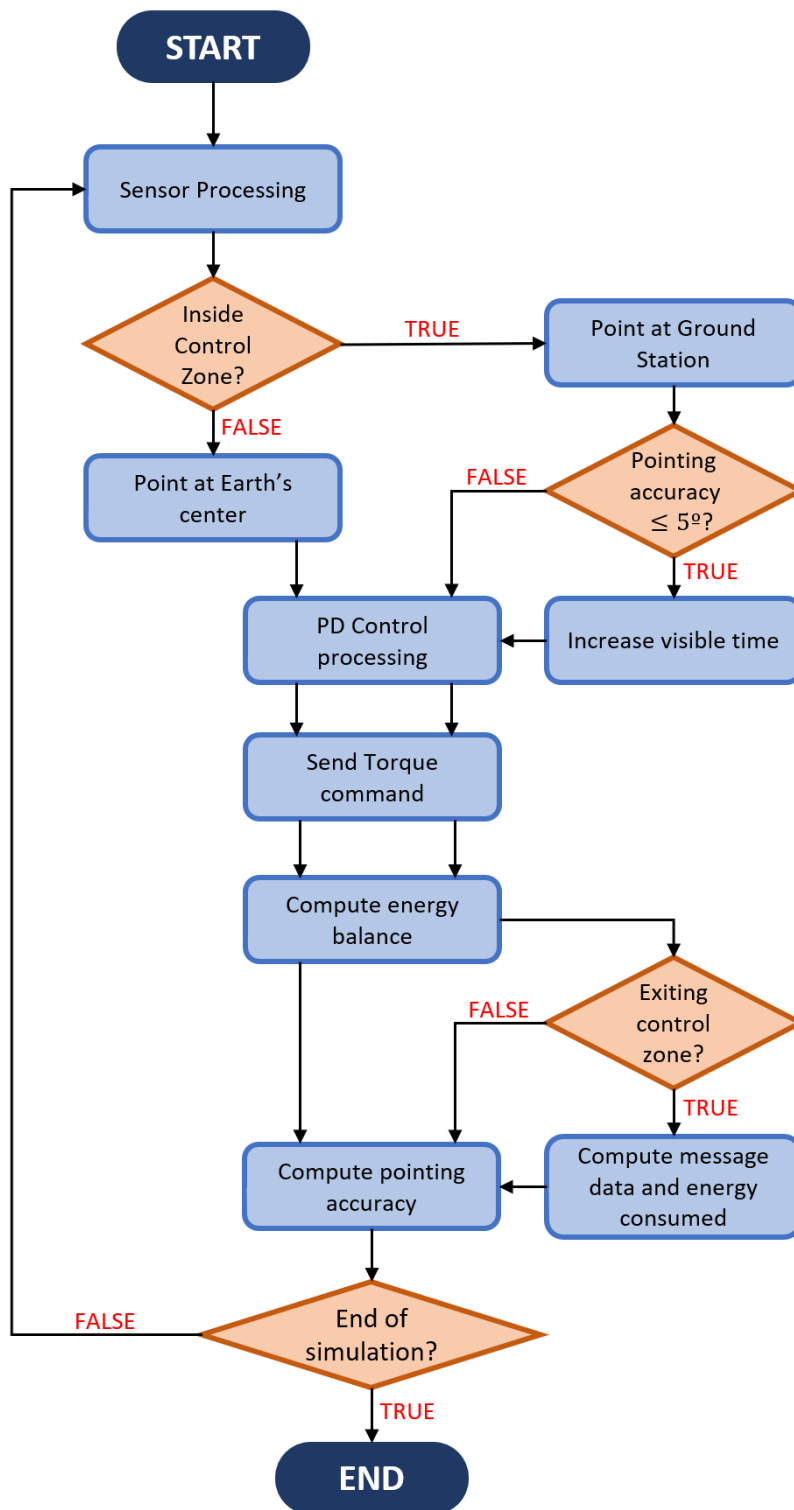 START
Sensor Processing
Inside
Control
Zone?
TRUE
Point at Ground
Station
FALSE
Point at Earth’s
center
FALSE
Pointing
accuracy
≤ 5º?
TRUE
PD Control
processing
Increase visible time
Send Torque
command
Compute energy
balance
FALSE
Exiting
control
zone?
TRUE
Compute pointing
accuracy
Compute message
data and energy
consumed
FALSE
End of
simulation?
TRUE
END